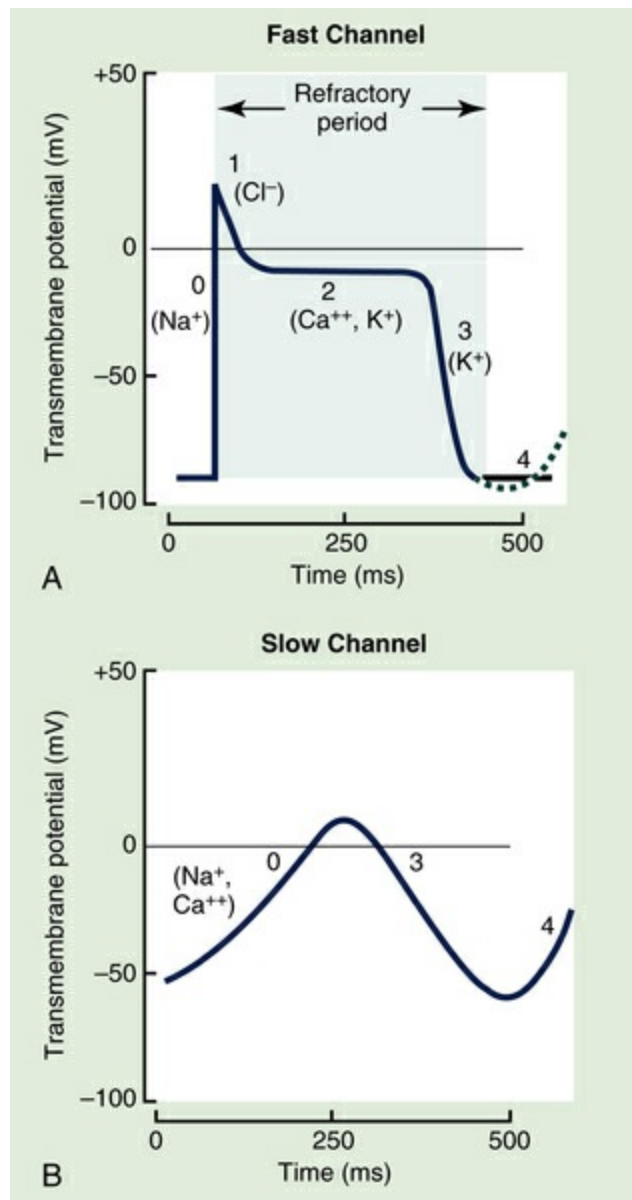 Fast Channel
+50
0
−50
−100
Transmembrane potential (mV)
Refractory
period
1
(Cl⁻)
0
(Na⁺)
2
(Ca⁺⁺, K⁺)
3
(K⁺)
4
0
250
500
Time (ms)
A
Slow Channel
+50
0
−50
−100
Transmembrane potential (mV)
0
(Na⁺,
Ca⁺⁺)
3
4
0
250
500
Time (ms)
B